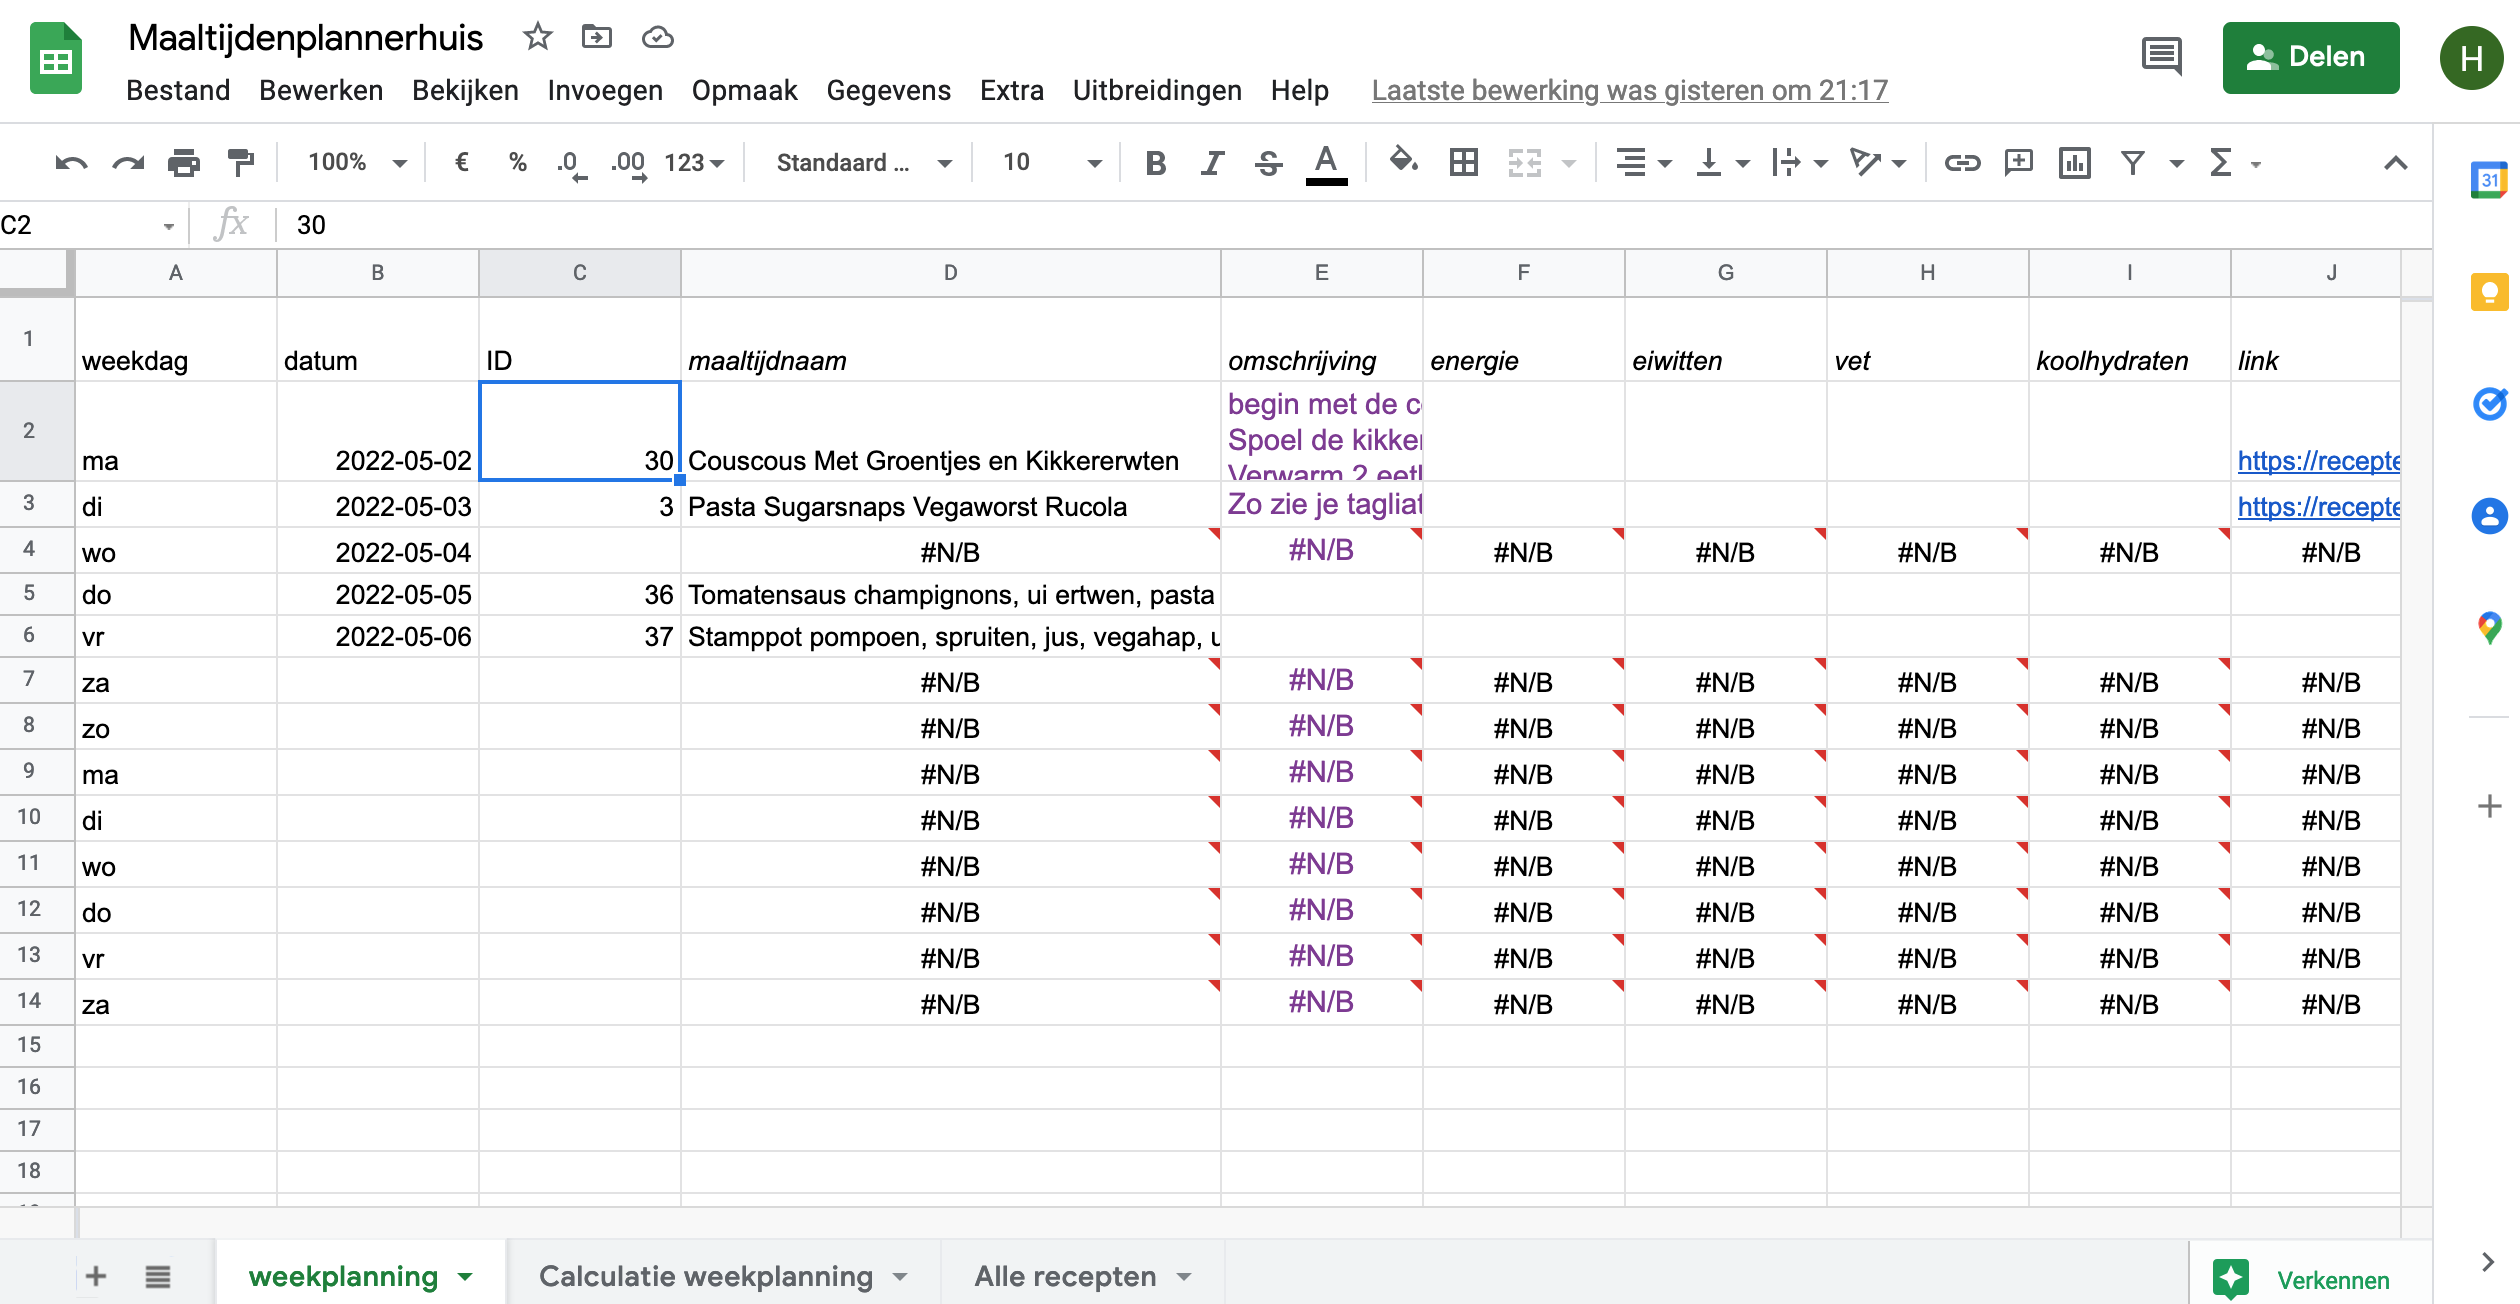 Maaltijdenplannerhuis
Bestand Bewerken Bekijken Invoegen Opmaak Gegevens Extra Uitbreidingen Help Laatste bewerking was gisteren om 21:17
Delen
H
100% € % .0 .00 123 Standaard ... 10 B I S A Σ
31
C2 fx 30
A B C D E F G H I J
1 weekdag datum ID maaltijdnaam omschrijving energie eiwitten vet koolhydraten link
2 ma 2022-05-02 30 Couscous Met Groentjes en Kikkererwten begin met de c
Spoel de kikker
Verwarm 2 eetl
https://recepte
3 di 2022-05-03 3 Pasta Sugarsnaps Vegaworst Rucola Zo zie je tagliat https://recepte
4 wo 2022-05-04 #N/B #N/B #N/B #N/B #N/B #N/B #N/B
5 do 2022-05-05 36 Tomatensaus champignons, ui ertwen, pasta
6 vr 2022-05-06 37 Stamppot pompoen, spruiten, jus, vegahap, u
7 za #N/B #N/B #N/B #N/B #N/B #N/B #N/B
8 zo #N/B #N/B #N/B #N/B #N/B #N/B #N/B
9 ma #N/B #N/B #N/B #N/B #N/B #N/B #N/B
10 di #N/B #N/B #N/B #N/B #N/B #N/B #N/B
11 wo #N/B #N/B #N/B #N/B #N/B #N/B #N/B
12 do #N/B #N/B #N/B #N/B #N/B #N/B #N/B
13 vr #N/B #N/B #N/B #N/B #N/B #N/B #N/B
14 za #N/B #N/B #N/B #N/B #N/B #N/B #N/B
15
16
17
18
weekplanning Calculatie weekplanning Alle recepten Verkennen